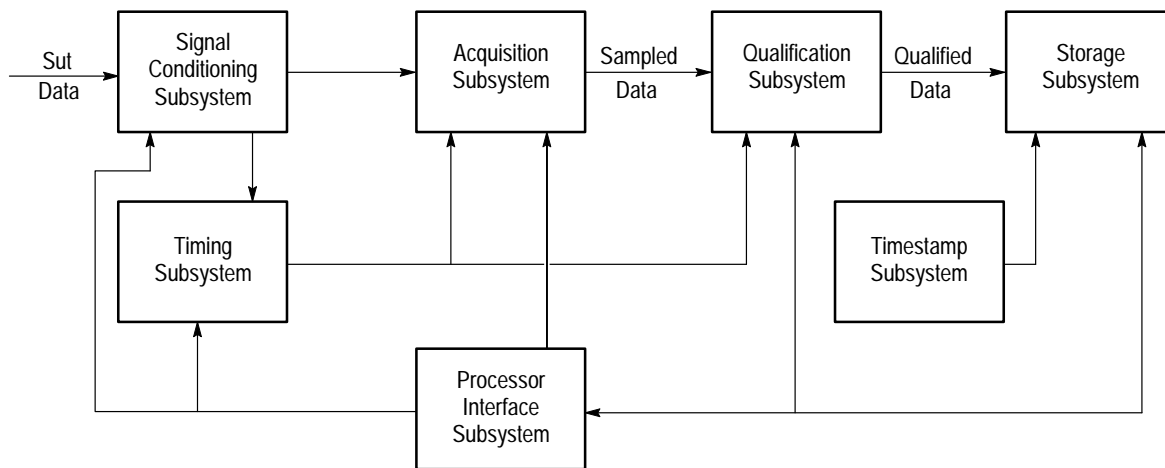 Sut
Data
Signal
Conditioning
Subsystem
Acquisition
Subsystem
Sampled
Data
Qualification
Subsystem
Qualified
Data
Storage
Subsystem
Timing
Subsystem
Timestamp
Subsystem
Processor
Interface
Subsystem